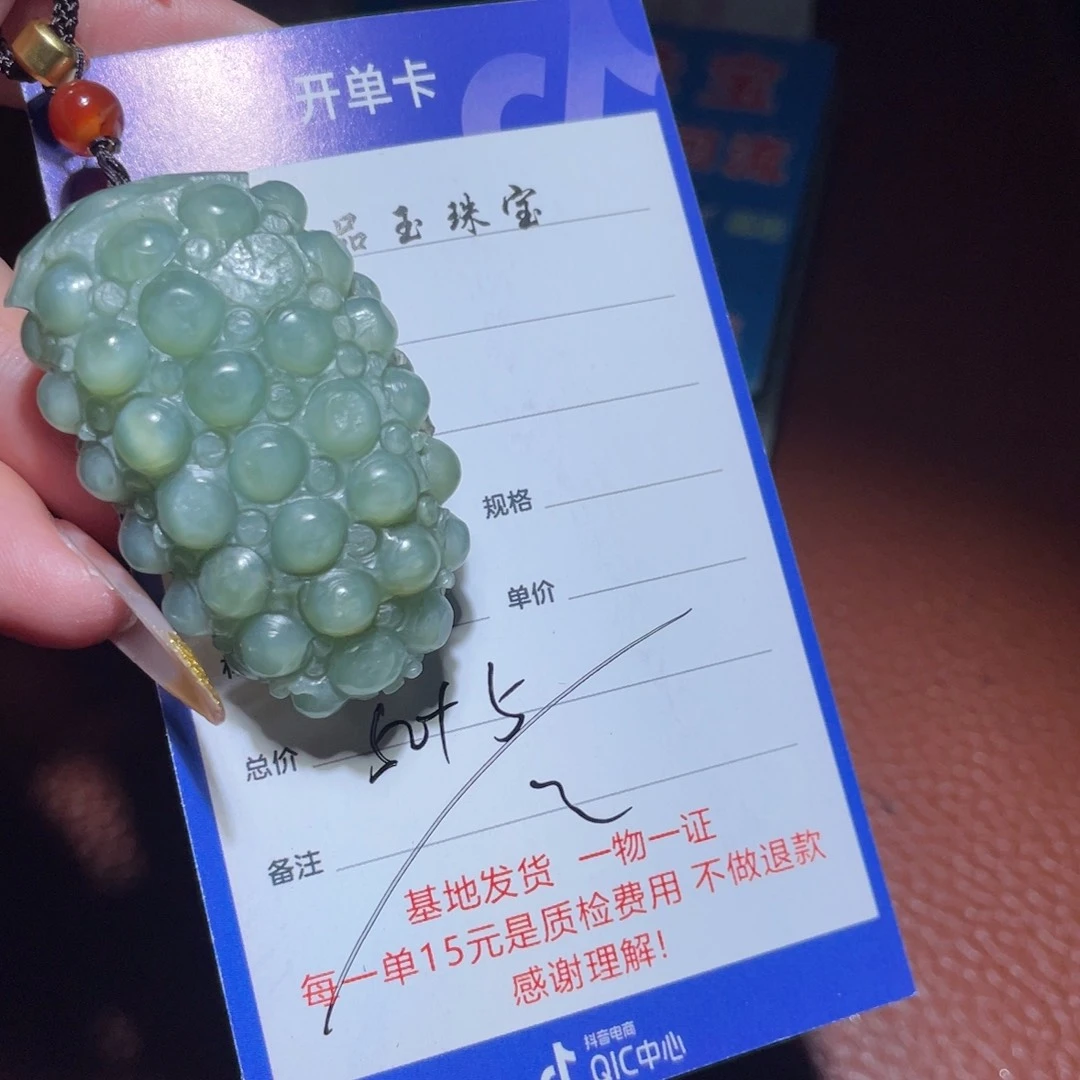 开单卡
品玉珠宝
规格
单价
总价
备注
基地发货 一物一证
每一单15元是质检费用 不做退款
感谢理解!
抖音电商
QIC中心